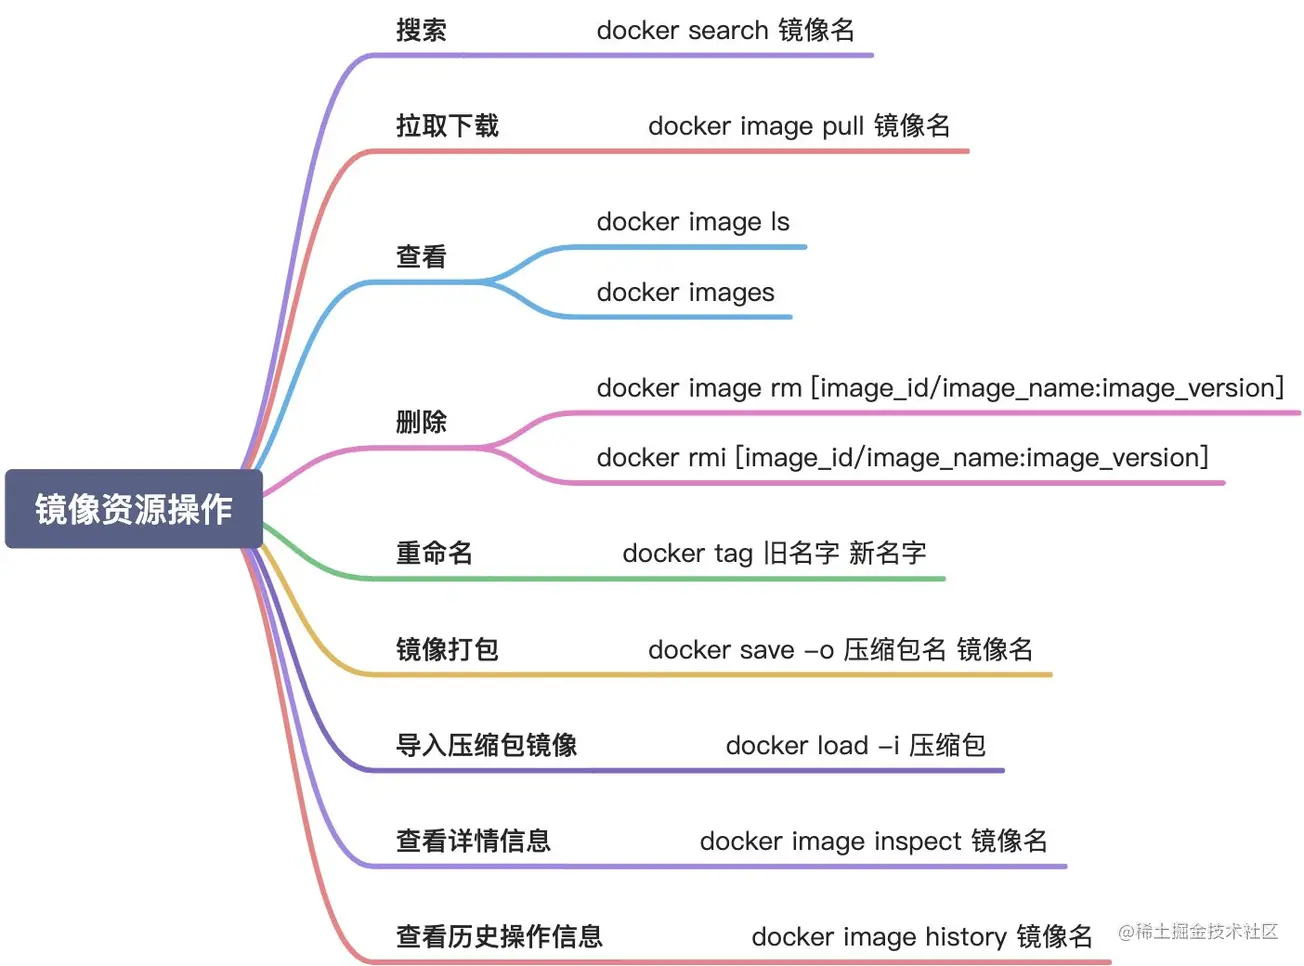 搜索 docker search 镜像名
拉取下载 docker image pull 镜像名
查看
docker image ls
docker images
删除
docker image rm [image_id/image_name:image_version]
docker rmi [image_id/image_name:image_version]
镜像资源操作
重命名 docker tag 旧名字 新名字
镜像打包 docker save -o 压缩包名 镜像名
导入压缩包镜像 docker load -i 压缩包
查看详情信息 docker image inspect 镜像名
查看历史操作信息 docker image history 镜像名
@稀土掘金技术社区